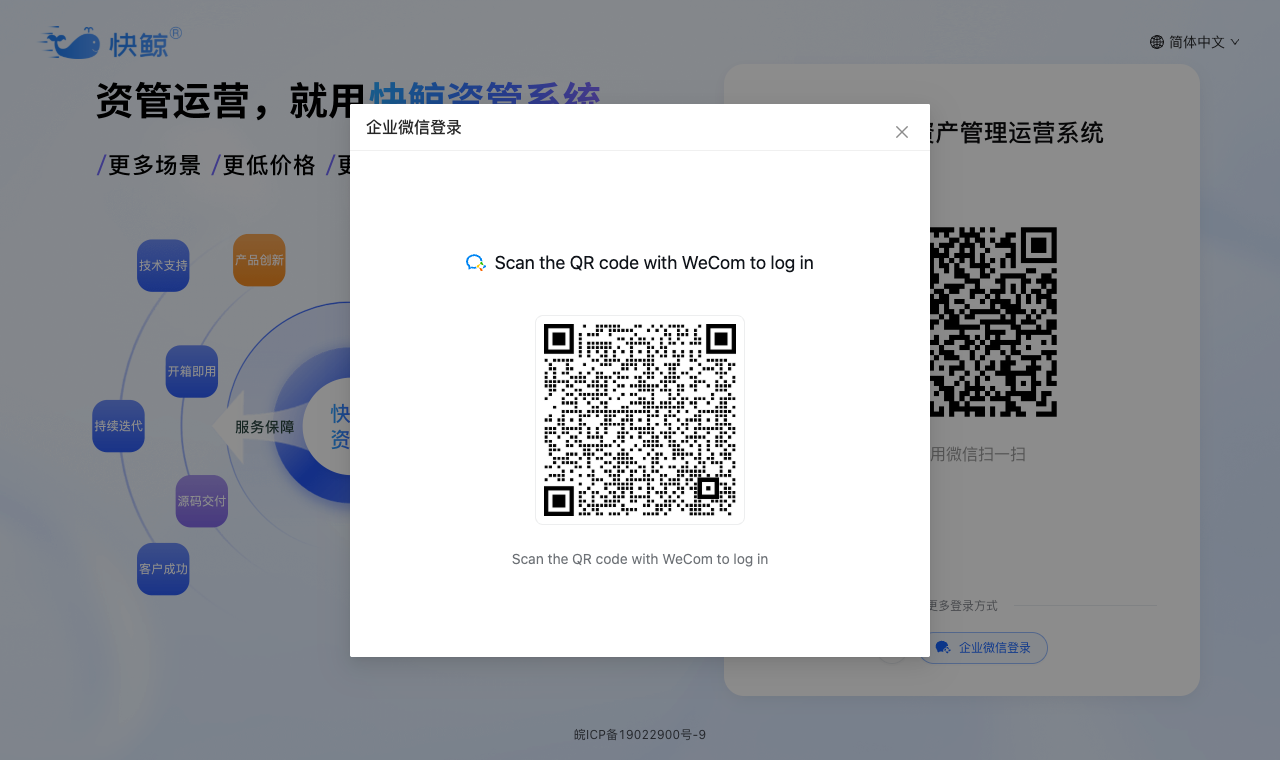 快鲸®
简体中文
资管运营，就用快鲸资管系统
/更多场景 /更低价格 /更
企业微信登录
资产管理运营系统
Scan the QR code with WeCom to log in
技术支持
产品创新
开箱即用
持续迭代
服务保障
快
资
源码交付
客户成功
用微信扫一扫
Scan the QR code with WeCom to log in
更多登录方式
企业微信登录
皖ICP备19022900号-9